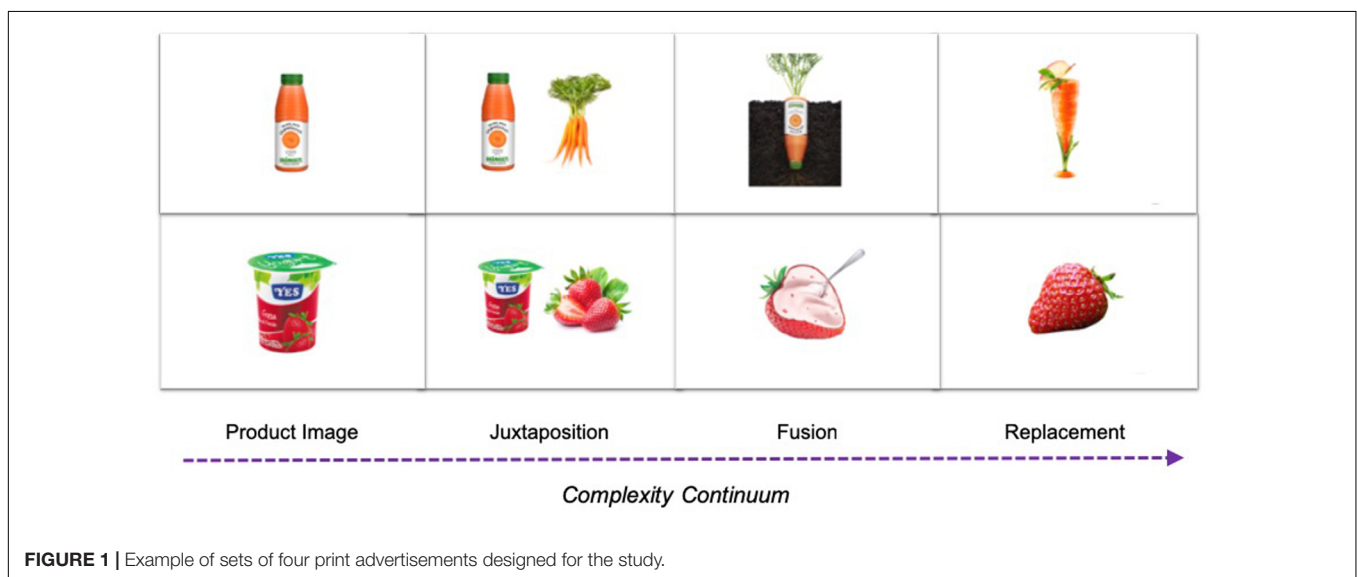 YES
YES
Product Image
Juxtaposition
Fusion
Replacement
Complexity Continuum
FIGURE 1 | Example of sets of four print advertisements designed for the study.